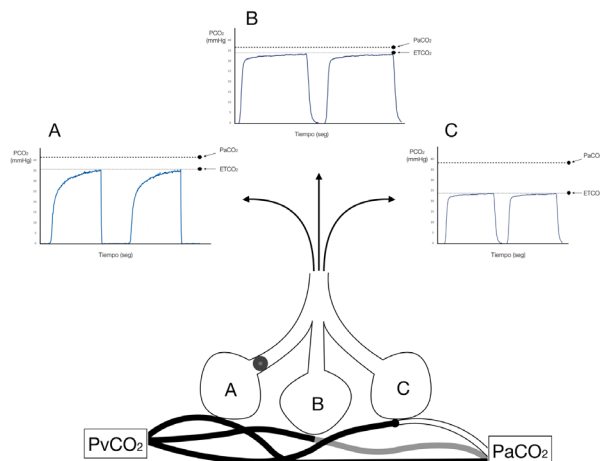 B
PCO₂
(mmHg)
PaCO₂
ETCO₂
Tiempo (seg)
A
PCO₂
(mmHg)
PaCO₂
ETCO₂
Tiempo (seg)
C
PCO₂
(mmHg)
PaCO
ETCO
Tiempo (seg)
A
B
C
PvCO₂
PaCO₂